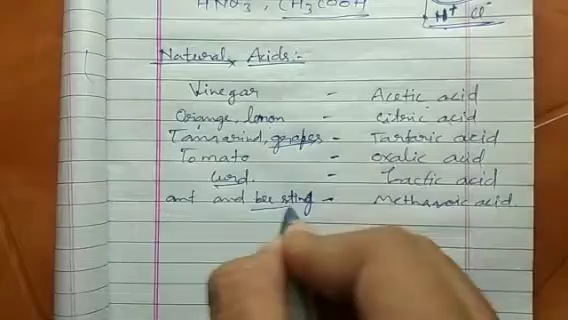 HNO3, CH3COOH
H+ Cl-
Natural Acids:-
Vinegar - Acetic acid
Orange, lemon - citric acid
Tamarind, grapes - Tartaric acid
Tomato - oxalic acid
Curd. - Lactic acid
ant and bee sting - Methanoic acid.